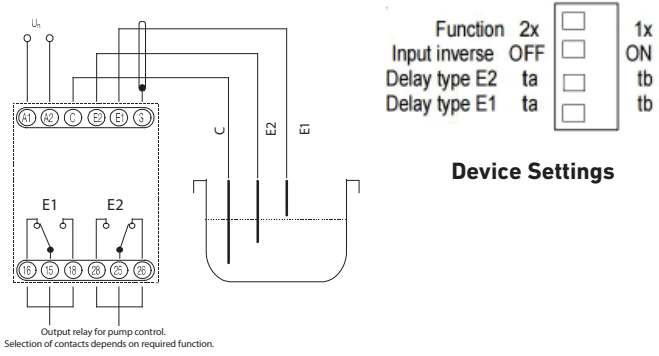 Un
A1 A2 C E2 E1 S
C E2 E1
E1 E2
16 15 18 28 25 26
Output relay for pump control.
Selection of contacts depends on required function.
Function 2x 1x
Input inverse OFF ON
Delay type E2 ta tb
Delay type E1 ta tb
Device Settings